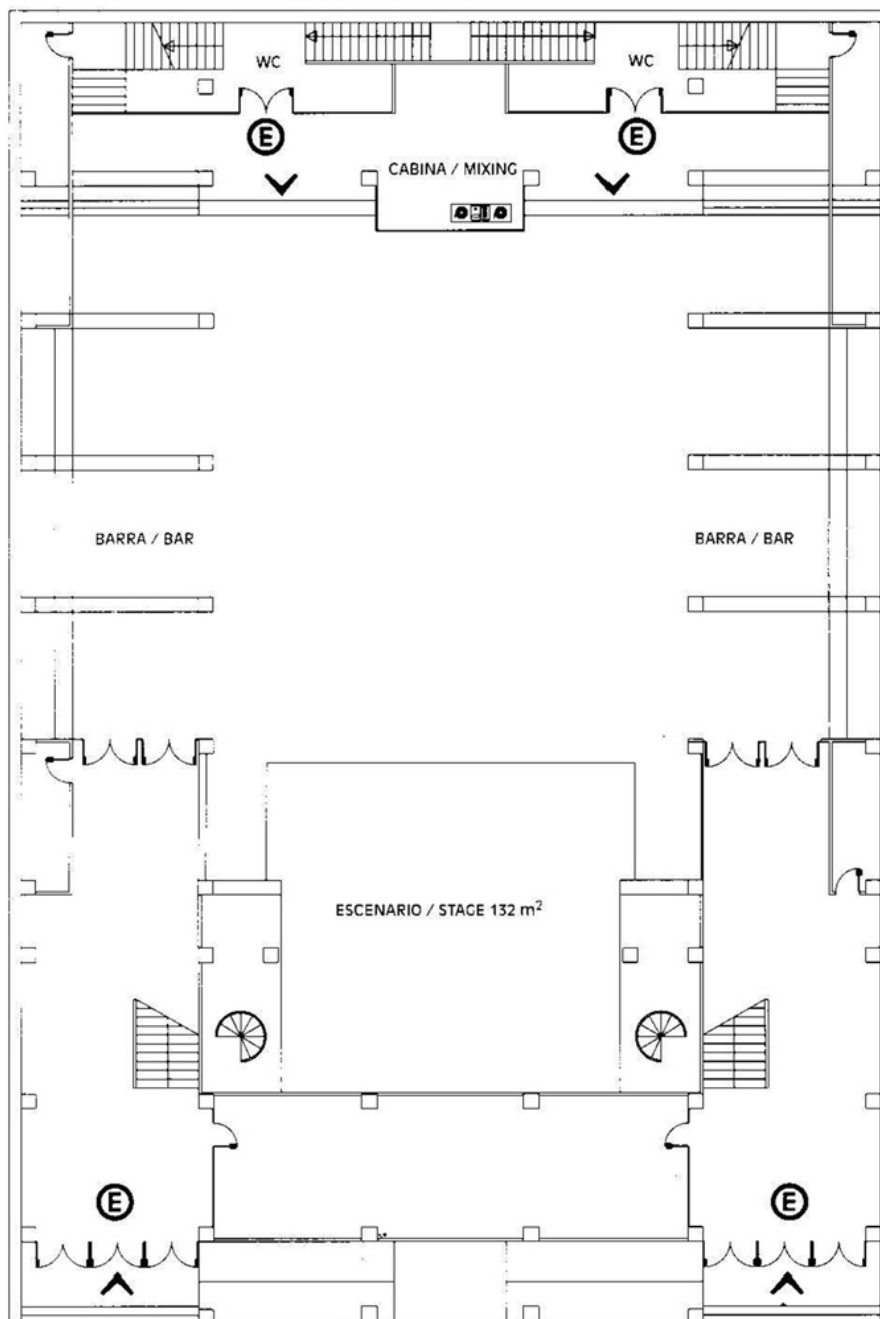 WC
WC
E
E
CABINA / MIXING
BARRA / BAR
BARRA / BAR
ESCENARIO / STAGE 132 m²
E
E